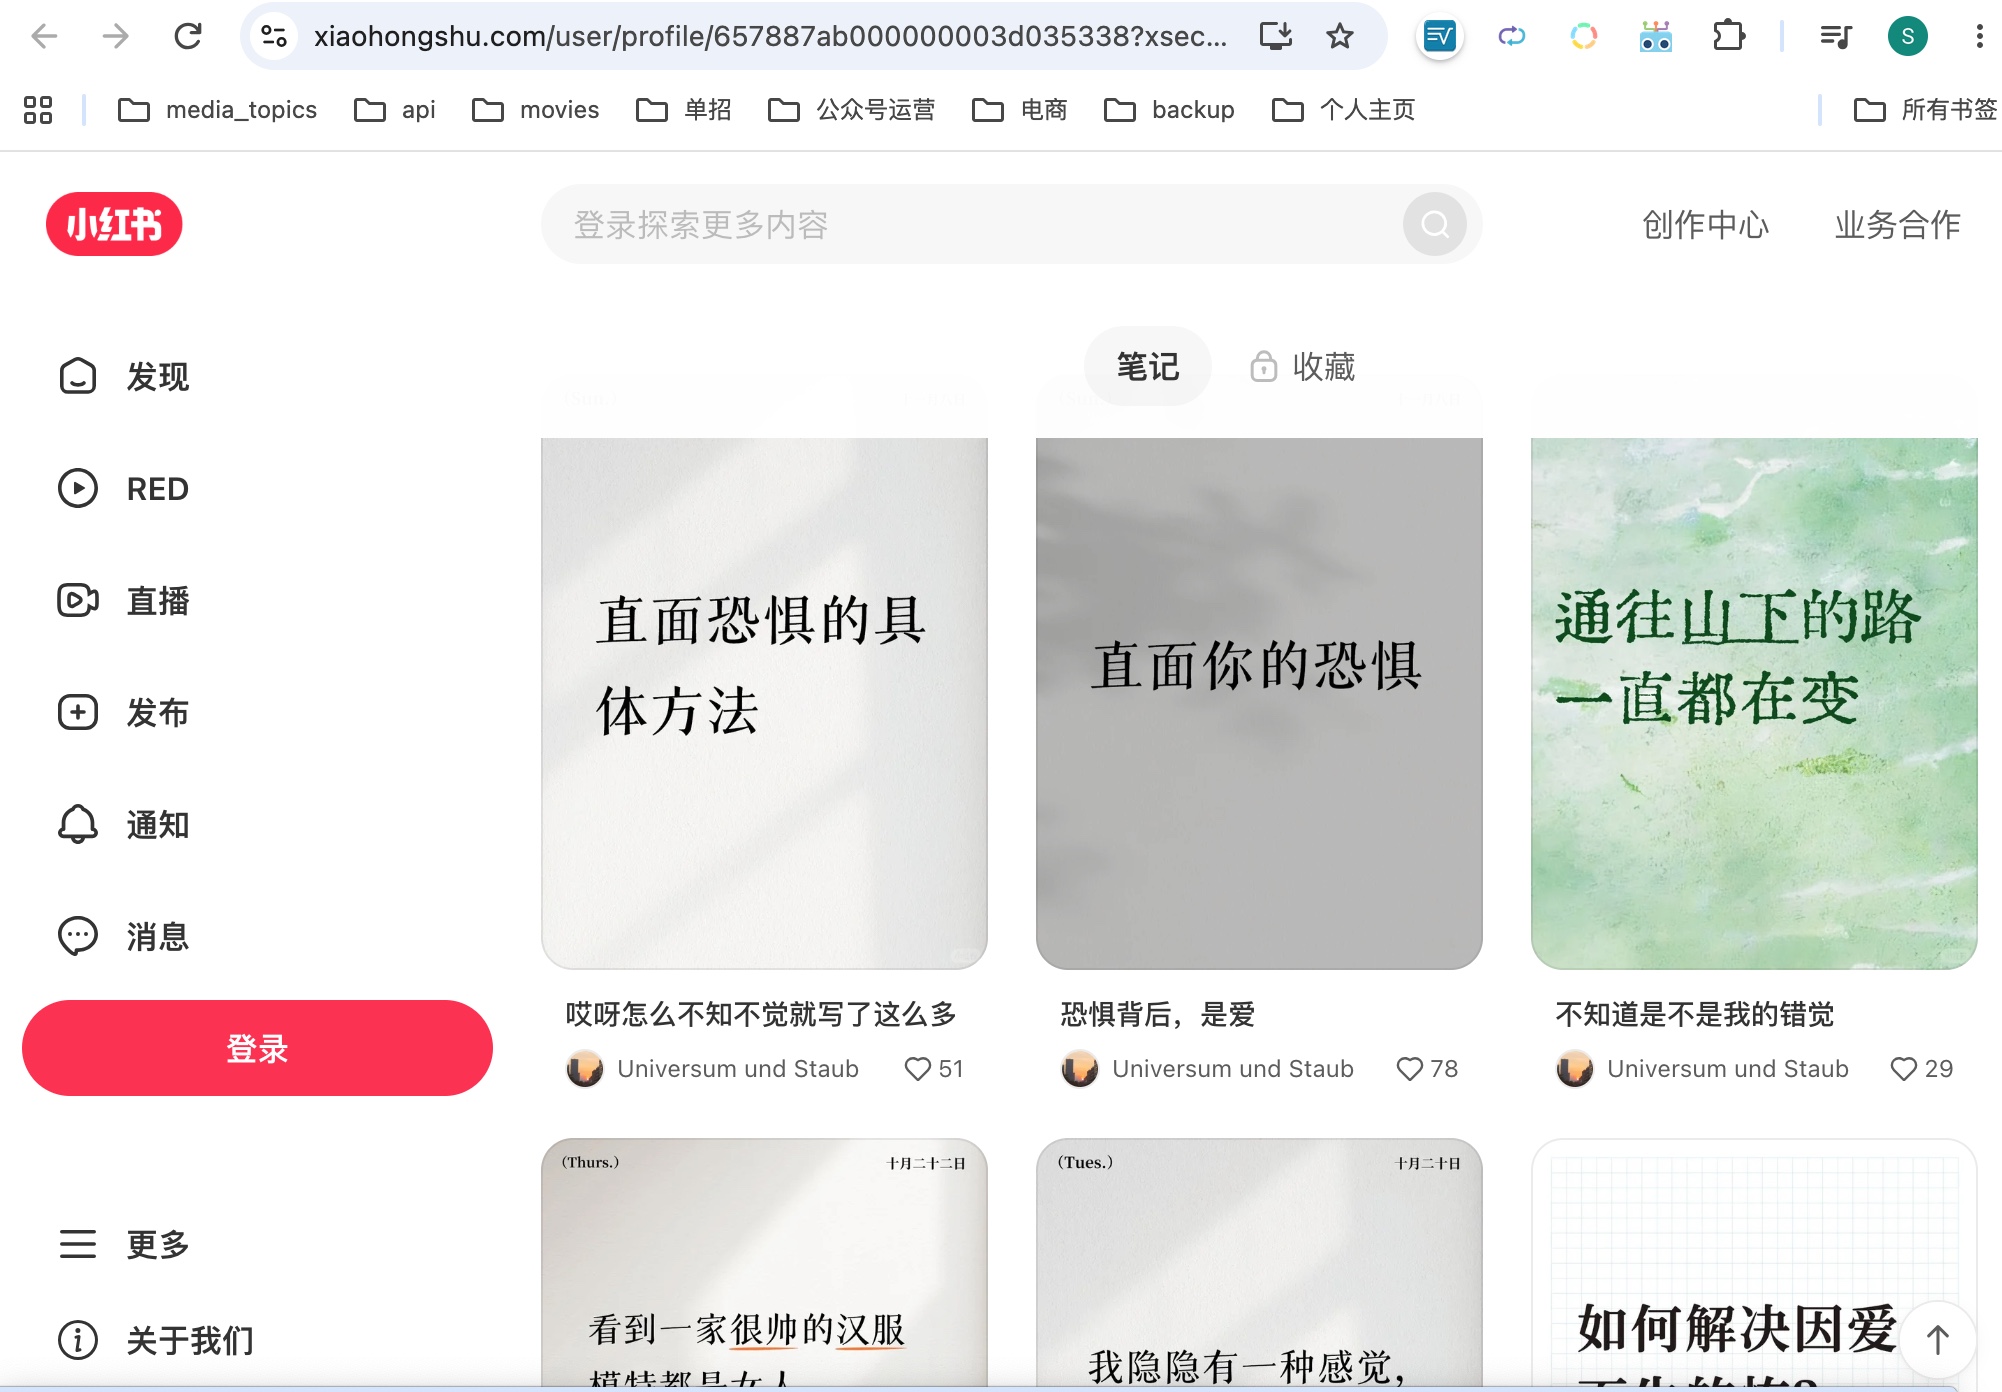 xiaohongshu.com/user/profile/657887ab000000003d035338?xsec...
S
media_topics
api
movies
单招
公众号运营
电商
backup
个人主页
所有书签
小红书
登录探索更多内容
创作中心
业务合作
发现
RED
直播
发布
通知
消息
登录
更多
关于我们
笔记
收藏
直面恐惧的具
体方法
哎呀怎么不知不觉就写了这么多
Universum und Staub
51
直面你的恐惧
恐惧背后，是爱
Universum und Staub
78
通往山下的路
一直都在变
不知道是不是我的错觉
Universum und Staub
29
(Thurs.)
十月二十二日
看到一家很帅的汉服
模特都是女人
(Tues.)
十月二十日
我隐隐有一种感觉，
如何解决因爱